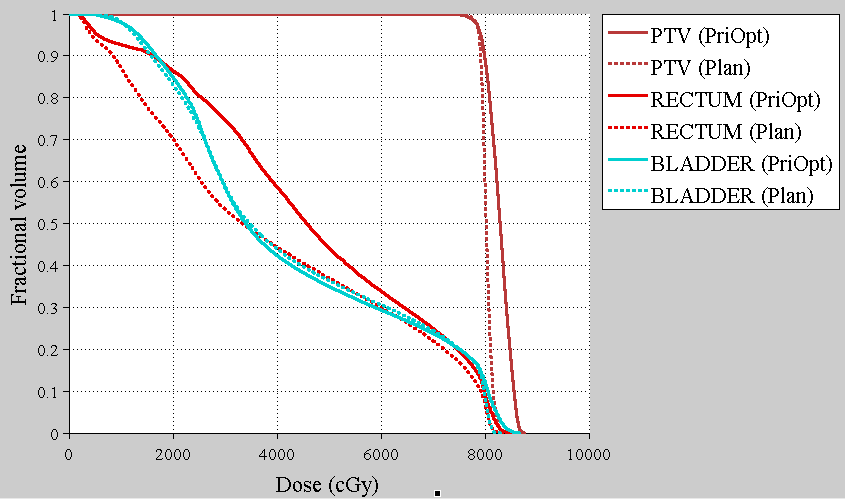 1
0.9
0.8
0.7
0.6
0.5
0.4
0.3
0.2
0.1
0
Fractional volume
0 2000 4000 6000 8000 10000
Dose (cGy)
PTV (PriOpt)
PTV (Plan)
RECTUM (PriOpt)
RECTUM (Plan)
BLADDER (PriOpt)
BLADDER (Plan)